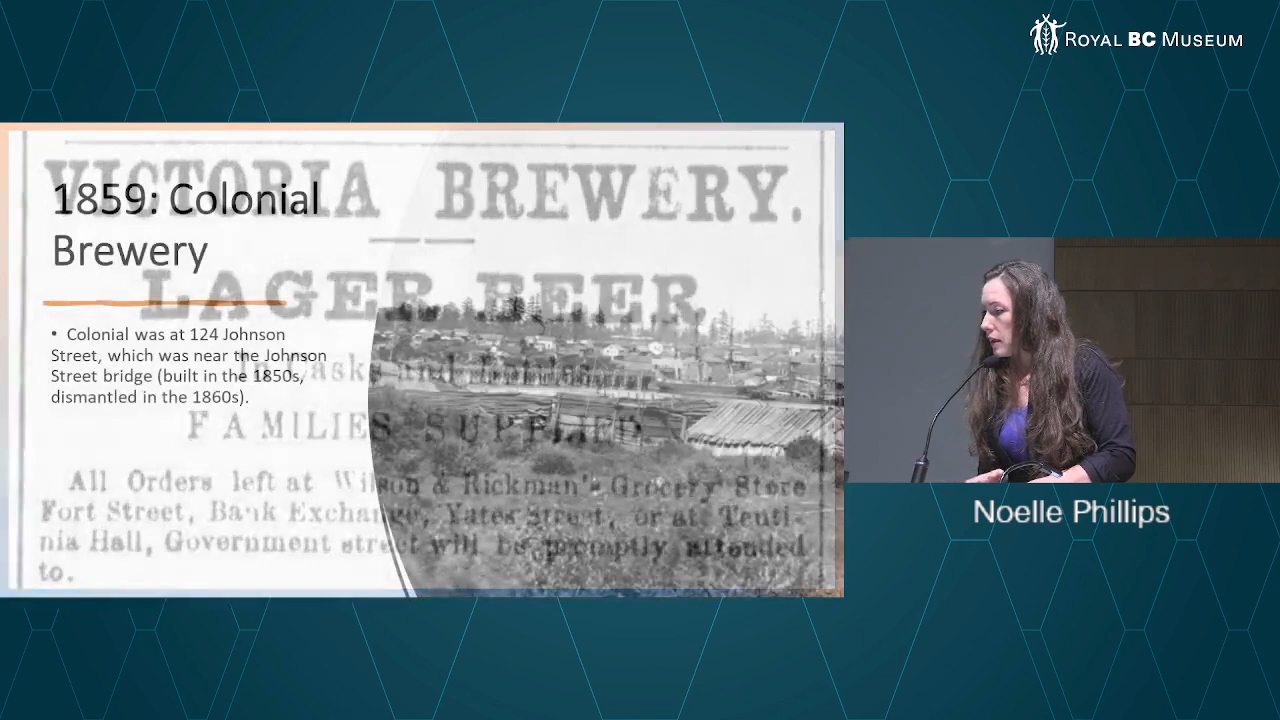 ROYAL BC MUSEUM
VICTORIA BREWERY.
1859: Colonial
Brewery
LAGER BEER
• Colonial was at 124 Johnson
Street, which was near the Johnson
Street bridge (built in the 1850s,
dismantled in the 1860s).
FAMILIES SUPPLIED
All Orders left at Wilson & Rickman's Grocery Store
Fort Street, Bank Exchange, Yates Street, or at Teuto-
nia Hall, Government street will be promptly attended
to.
Noelle Phillips